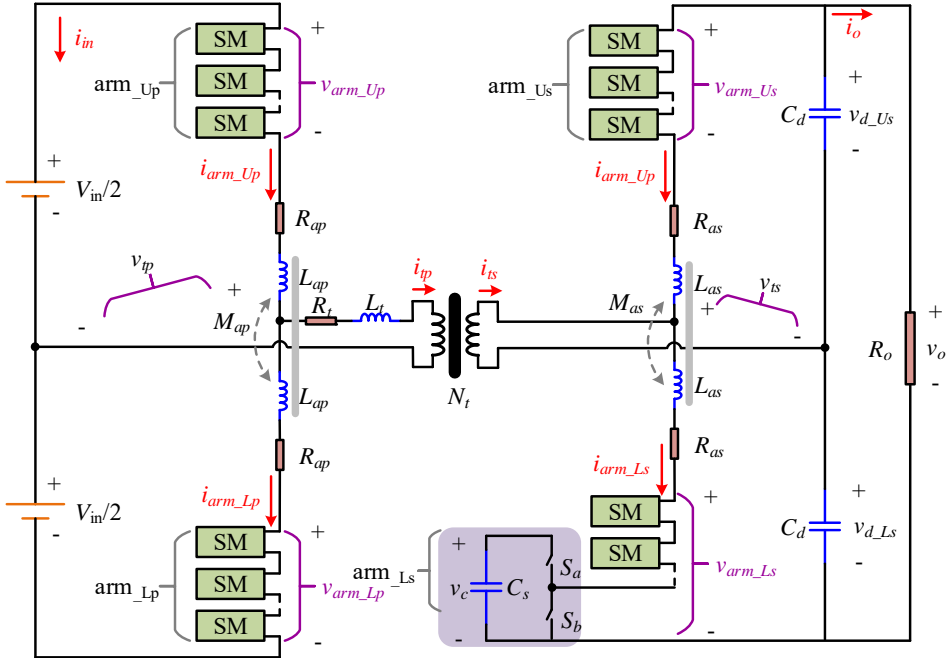 i_in
SM
SM
SM
arm_Up
+
v_arm_Up
-
SM
SM
SM
arm_Us
+
v_arm_Us
-
i_o
C_d
+
v_d_Us
-
i_arm_Up
i_arm_Up
+
V_in/2
-
R_ap
R_as
v_tp
+
-
L_ap
M_ap
R_t
L_t
i_tp
i_ts
N_t
L_as
M_as
+
v_ts
-
R_o
+
v_o
-
L_ap
L_as
R_ap
R_as
i_arm_Lp
i_arm_Ls
+
V_in/2
-
SM
SM
SM
arm_Lp
+
v_arm_Lp
-
arm_Ls
+
v_c
-
C_s
S_a
S_b
SM
SM
+
v_arm_Ls
-
C_d
+
v_d_Ls
-